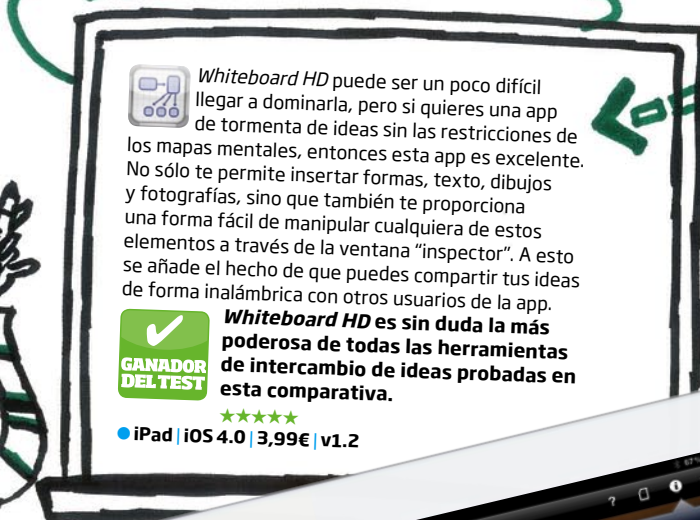 Whiteboard HD puede ser un poco difícil
llegar a dominarla, pero si quieres una app
de tormenta de ideas sin las restricciones de
los mapas mentales, entonces esta app es excelente.
No sólo te permite insertar formas, texto, dibujos
y fotografías, sino que también te proporciona
una forma fácil de manipular cualquiera de estos
elementos a través de la ventana “inspector”. A esto
se añade el hecho de que puedes compartir tus ideas
de forma inalámbrica con otros usuarios de la app.
GANADOR
DEL TEST
Whiteboard HD es sin duda la más
poderosa de todas las herramientas
de intercambio de ideas probadas en
esta comparativa.
★★★★★
● iPad | iOS 4.0 | 3,99€ | v1.2
67%
?